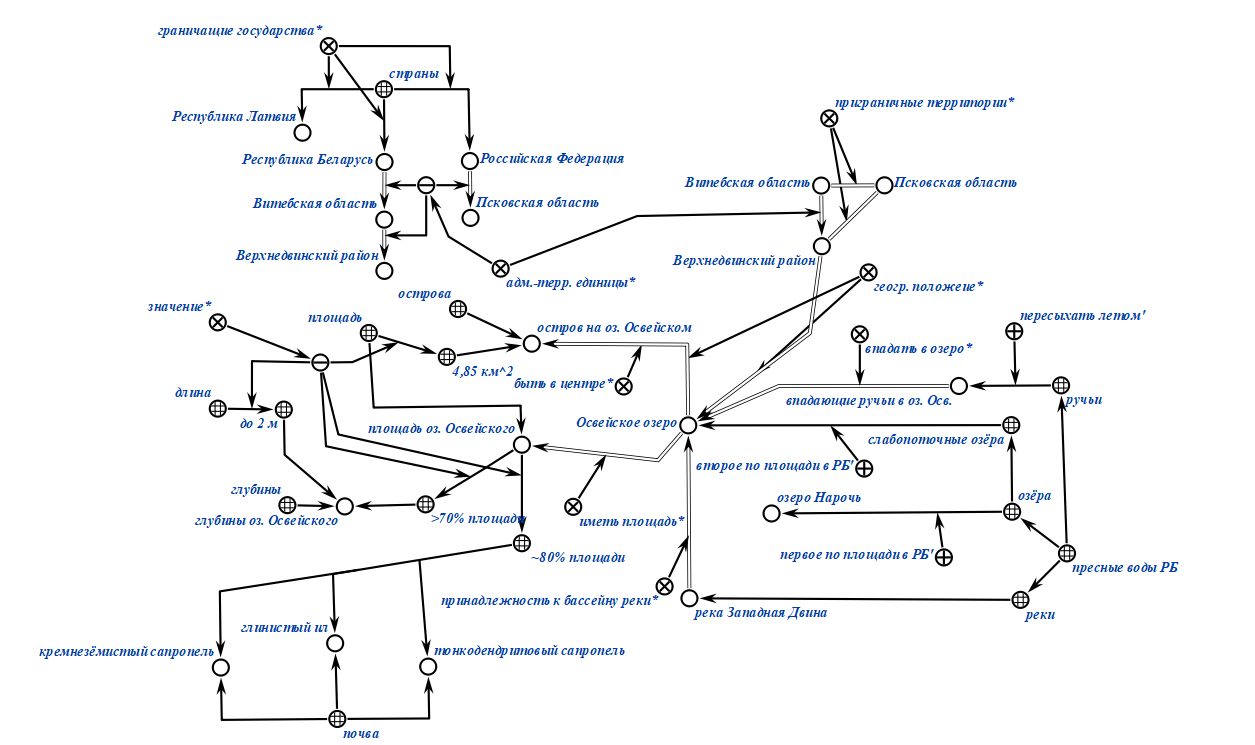 граничащие государства*
страны
приграничные территории*
Республика Латвия
Республика Беларусь
Российская Федерация
Витебская область
Псковская область
Витебская область
Псковская область
Верхнедвинский район
Верхнедвинский район
адм.-терр. единицы*
геогр. положеие*
острова
значение*
площадь
остров на оз. Освейском
пересыхать летом'
впадать в озеро*
4,85 км^2
быть в центре*
длина
впадающие ручьи в оз. Осв.
ручьи
до 2 м
площадь оз. Освейского
Освейское озеро
слабопоточные озёра
второе по площади в РБ'
глубины
озеро Нарочь
озёра
глубины оз. Освейского
>70% площади
иметь площадь*
~80% площади
первое по площади в РБ'
пресные воды РБ
принадлежность к бассейну реки*
река Западная Двина
реки
глинистый ил
кремнезёмистый сапропель
тонкодендритовый сапропель
почва